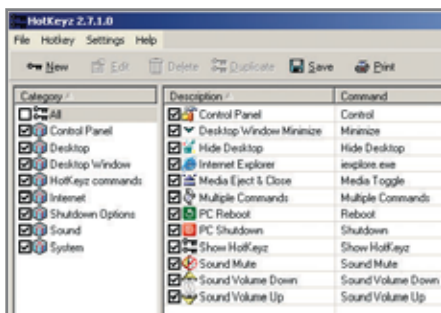 HotKeyz 2.7.1.0
File Hotkey Settings Help
New Edit Delete Duplicate Save Print
Category Description Command
All Control Panel Control
Control Panel Desktop Window Minimize Minimize
Desktop Hide Desktop Hide Desktop
Desktop Window Internet Explorer iexplore.exe
HotKeyz commands Media Eject & Close Media Toggle
Internet Multiple Commands Multiple Commands
Shutdown Options PC Reboot Reboot
Sound PC Shutdown Shutdown
System Show HotKeyz Show HotKeyz
Sound Mute Sound Mute
Sound Volume Down Sound Volume Down
Sound Volume Up Sound Volume Up